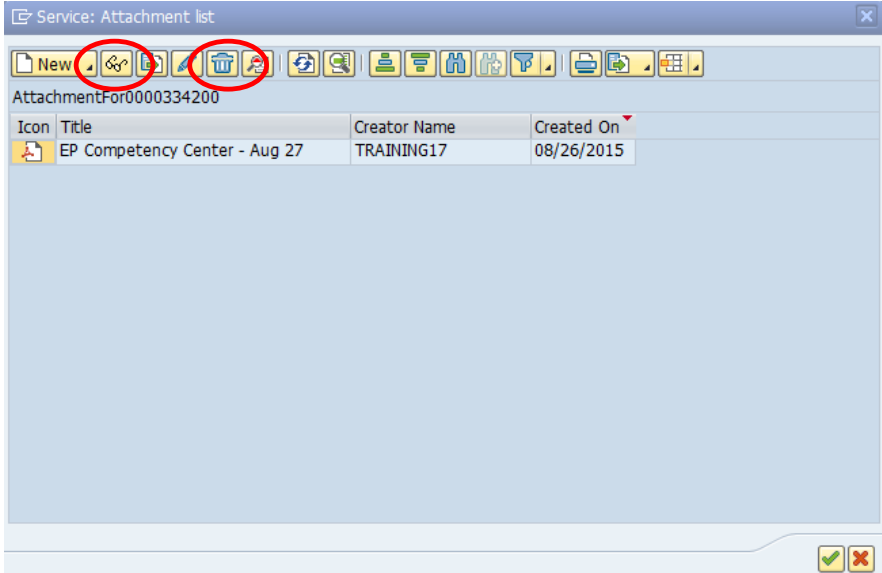 Service: Attachment list
New
AttachmentFor0000334200
Icon Title Creator Name Created On
EP Competency Center - Aug 27 TRAINING17 08/26/2015